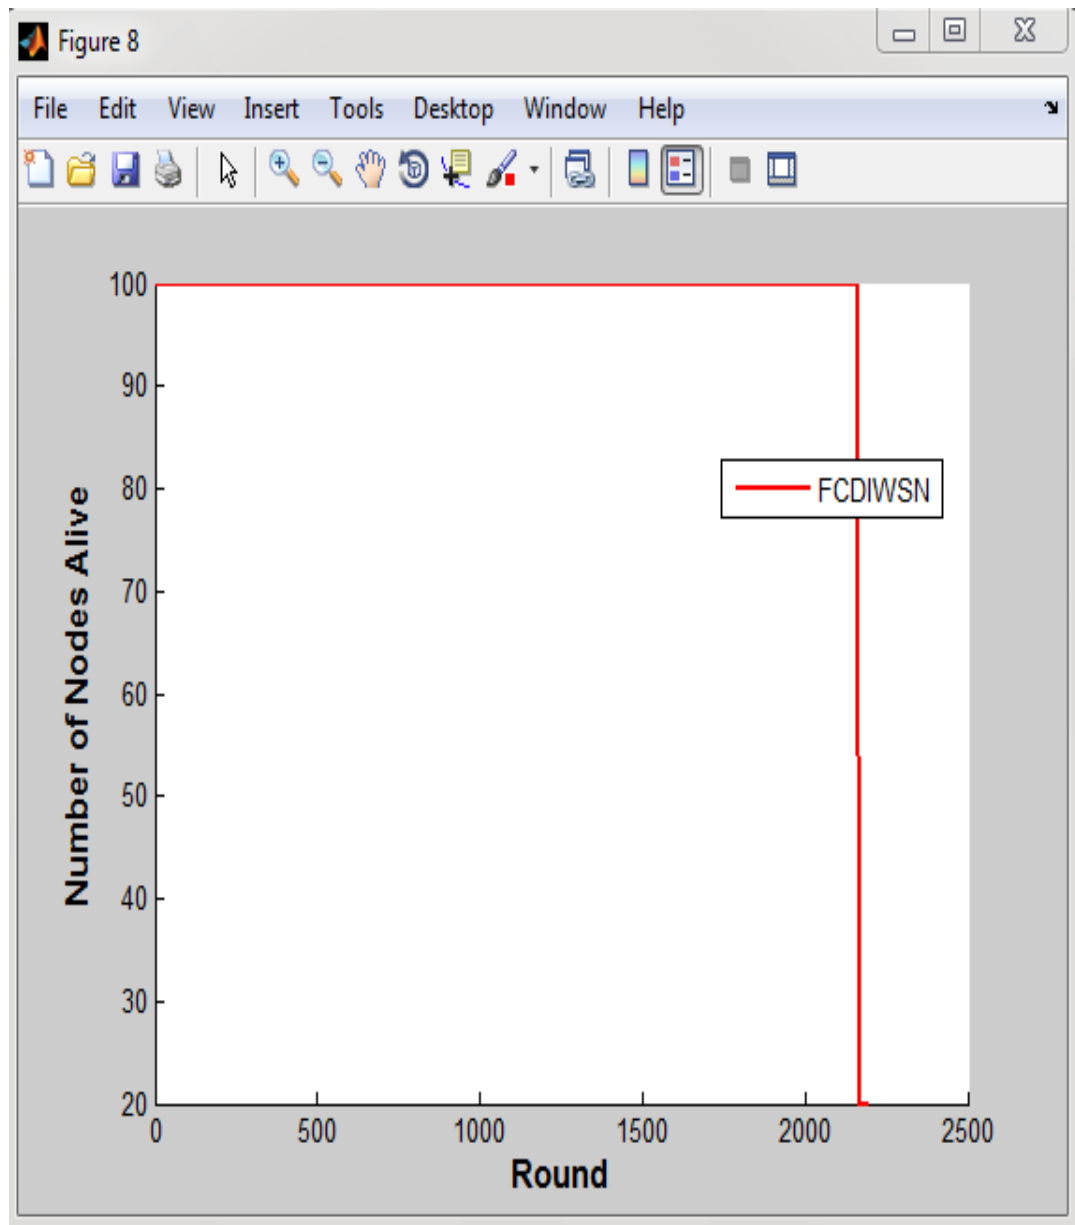 Figure 8
File Edit View Insert Tools Desktop Window Help
100
90
80
70
60
50
40
30
20
0 500 1000 1500 2000 2500
Number of Nodes Alive
Round
FCDIWSN